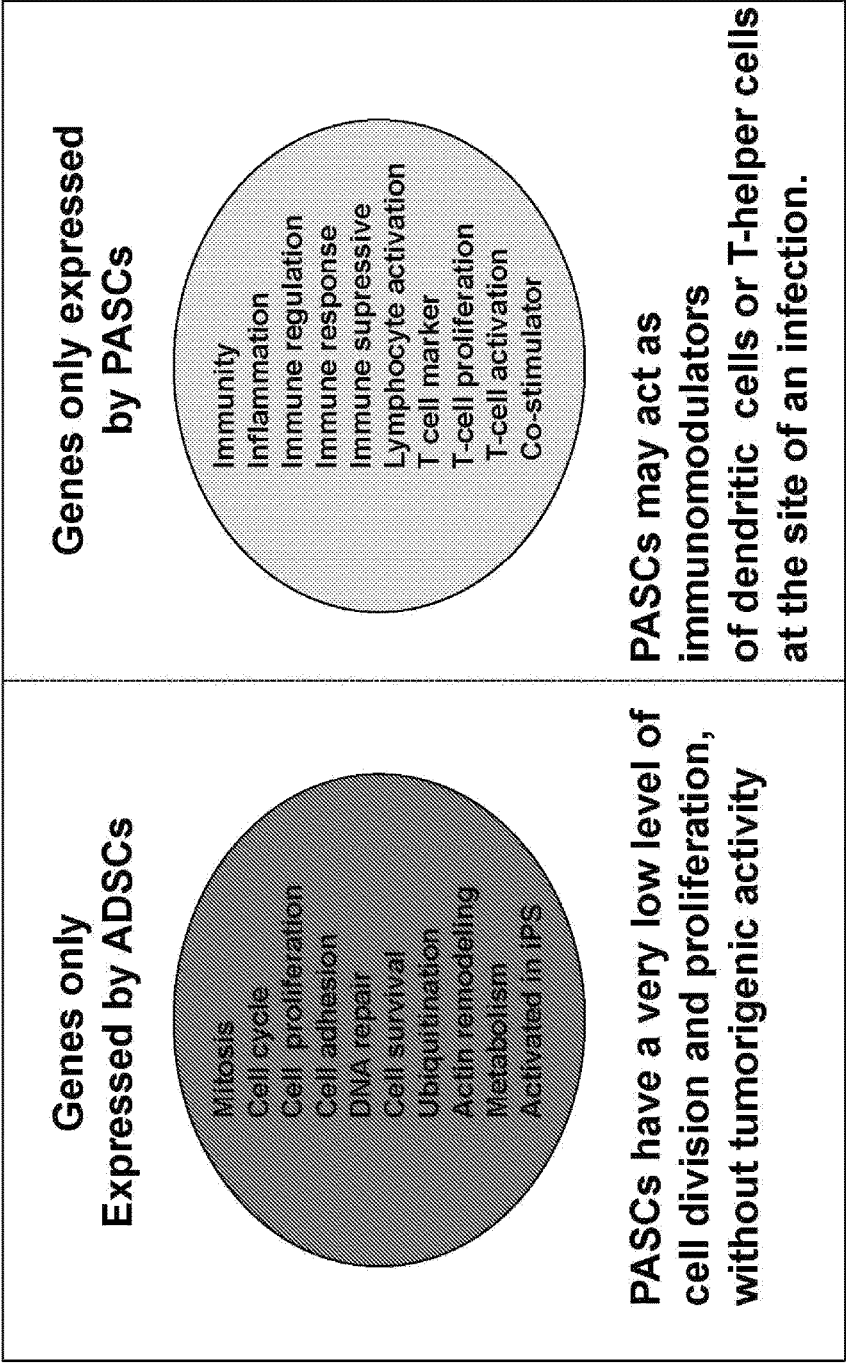 Genes only
Expressed by ADSCs
Mitosis
Cell cycle
Cell proliferation
Cell adhesion
DNA repair
Cell survival
Ubiquitination
Actin remodeling
Metabolism
Activated in iPS
PASCs have a very low level of
cell division and proliferation,
without tumorigenic activity
Genes only expressed
by PASCs
Immunity
Inflammation
Immune regulation
Immune response
Immune supressive
Lymphocyte activation
T cell marker
T-cell proliferation
T-cell activation
Co-stimulator
PASCs may act as
immunomodulators
of dendritic cells or T-helper cells
at the site of an infection.